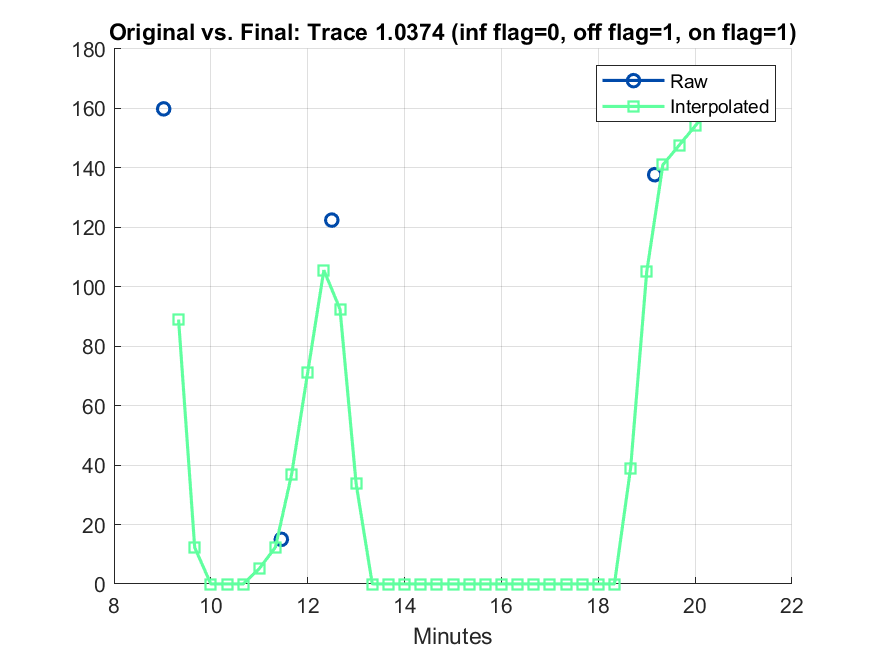 Original vs. Final: Trace 1.0374 (inf flag=0, off flag=1, on flag=1)
180
160
140
120
100
80
60
40
20
0
Raw
Interpolated
8 10 12 14 16 18 20 22
Minutes